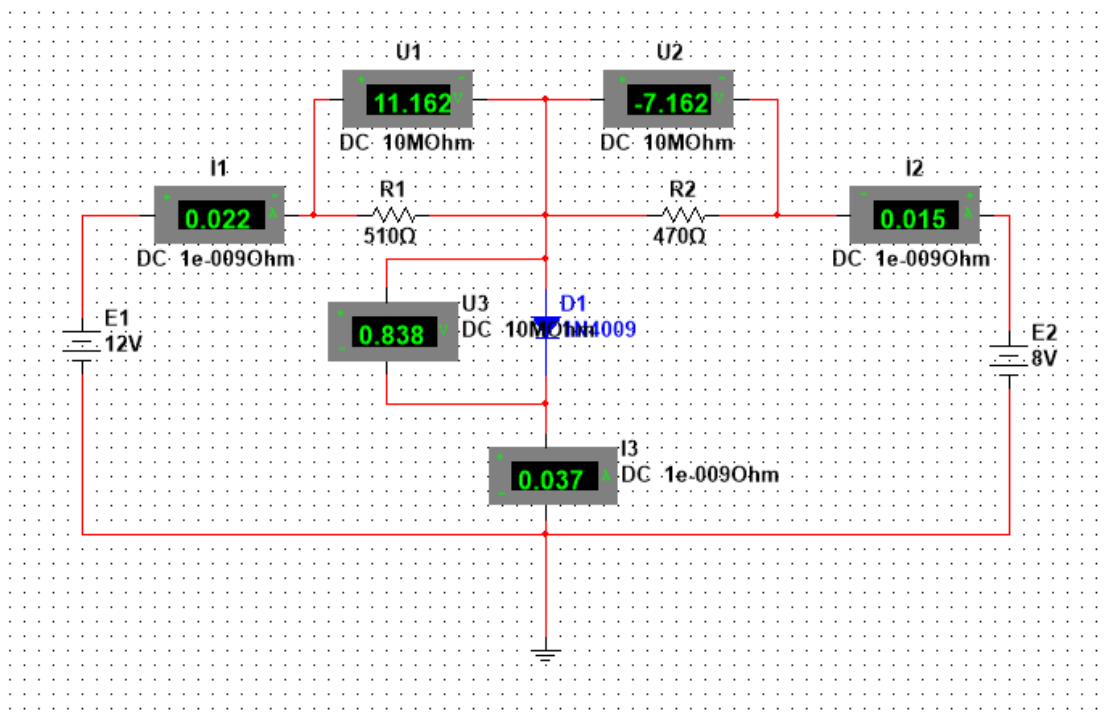 U1
U2
11.162 V
-7.162 V
DC 10MOhm
DC 10MOhm
I1
R1
R2
I2
0.022 A
0.015 A
510Ω
470Ω
DC 1e-009Ohm
DC 1e-009Ohm
U3
D1
E1
0.838 V
DC 10MOhm
1N4009
12V
E2
8V
I3
0.037 A
DC 1e-009Ohm